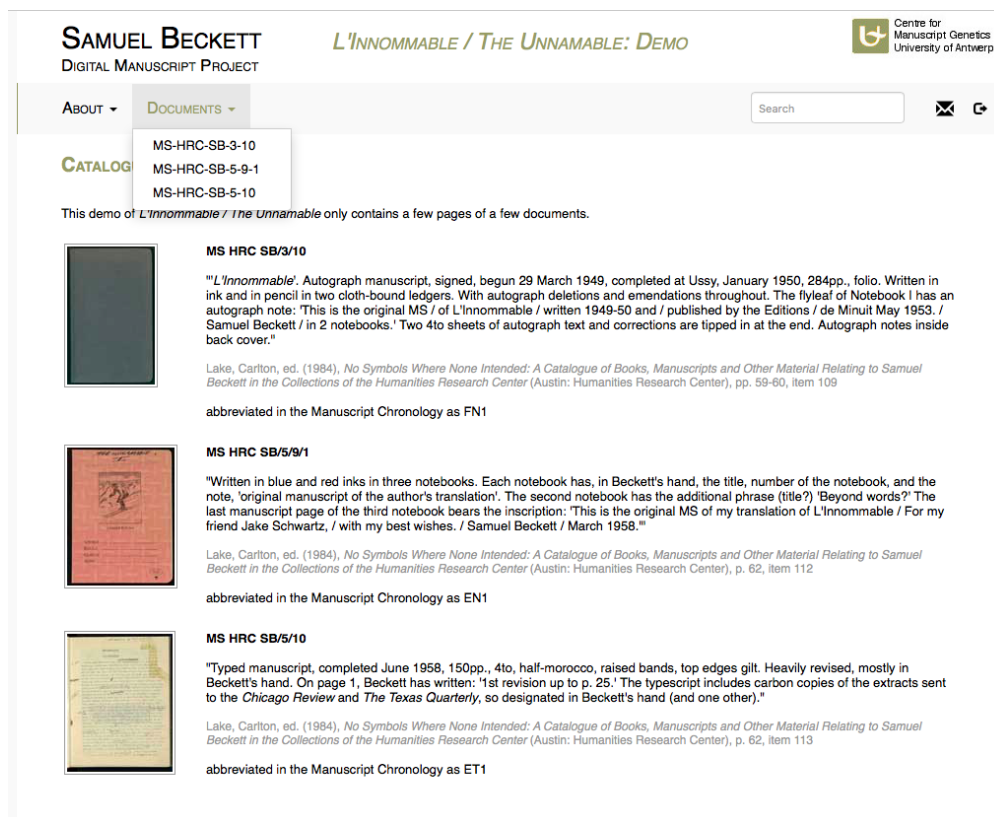 SAMUEL BECKETT
DIGITAL MANUSCRIPT PROJECT
L'INNOMMABLE / THE UNNAMABLE: DEMO
Centre for
Manuscript Genetics
University of Antwerp
ABOUT
DOCUMENTS
Search
MS-HRC-SB-3-10
MS-HRC-SB-5-9-1
MS-HRC-SB-5-10
CATALOG
This demo of L'Innommable / The Unnamable only contains a few pages of a few documents.
MS HRC SB/3/10
"'L'Innommable'. Autograph manuscript, signed, begun 29 March 1949, completed at Ussy, January 1950, 284pp., folio. Written in
ink and in pencil in two cloth-bound ledgers. With autograph deletions and emendations throughout. The flyleaf of Notebook I has an
autograph note: 'This is the original MS / of L'Innommable / written 1949-50 and / published by the Editions / de Minuit May 1953. /
Samuel Beckett / in 2 notebooks.' Two 4to sheets of autograph text and corrections are tipped in at the end. Autograph notes inside
back cover."
Lake, Carlton, ed. (1984), No Symbols Where None Intended: A Catalogue of Books, Manuscripts and Other Material Relating to Samuel
Beckett in the Collections of the Humanities Research Center (Austin: Humanities Research Center), pp. 59-60, item 109
abbreviated in the Manuscript Chronology as FN1
MS HRC SB/5/9/1
"Written in blue and red inks in three notebooks. Each notebook has, in Beckett's hand, the title, number of the notebook, and the
note, 'original manuscript of the author's translation'. The second notebook has the additional phrase (title?) 'Beyond words?' The
last manuscript page of the third notebook bears the inscription: 'This is the original MS of my translation of L'Innommable / For my
friend Jake Schwartz, / with my best wishes. / Samuel Beckett / March 1958.'"
Lake, Carlton, ed. (1984), No Symbols Where None Intended: A Catalogue of Books, Manuscripts and Other Material Relating to Samuel
Beckett in the Collections of the Humanities Research Center (Austin: Humanities Research Center), p. 62, item 112
abbreviated in the Manuscript Chronology as EN1
MS HRC SB/5/10
"Typed manuscript, completed June 1958, 150pp., 4to, half-morocco, raised bands, top edges gilt. Heavily revised, mostly in
Beckett's hand. On page 1, Beckett has written: '1st revision up to p. 25.' The typescript includes carbon copies of the extracts sent
to the Chicago Review and The Texas Quarterly, so designated in Beckett's hand (and one other)."
Lake, Carlton, ed. (1984), No Symbols Where None Intended: A Catalogue of Books, Manuscripts and Other Material Relating to Samuel
Beckett in the Collections of the Humanities Research Center (Austin: Humanities Research Center), p. 62, item 113
abbreviated in the Manuscript Chronology as ET1